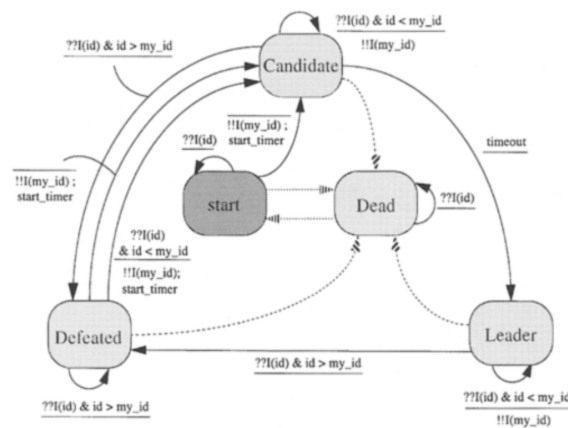 ??I(id) & id < my_id
!!I(my_id)
??I(id) & id > my_id
Candidate
!!I(my_id) ;
start_timer
??I(id)
timeout
!!I(my_id) ;
start_timer
start
Dead
??I(id)
??I(id)
& id < my_id
!!I(my_id);
start_timer
Defeated
Leader
??I(id) & id > my_id
??I(id) & id > my_id
??I(id) & id < my_id
!!I(my_id)